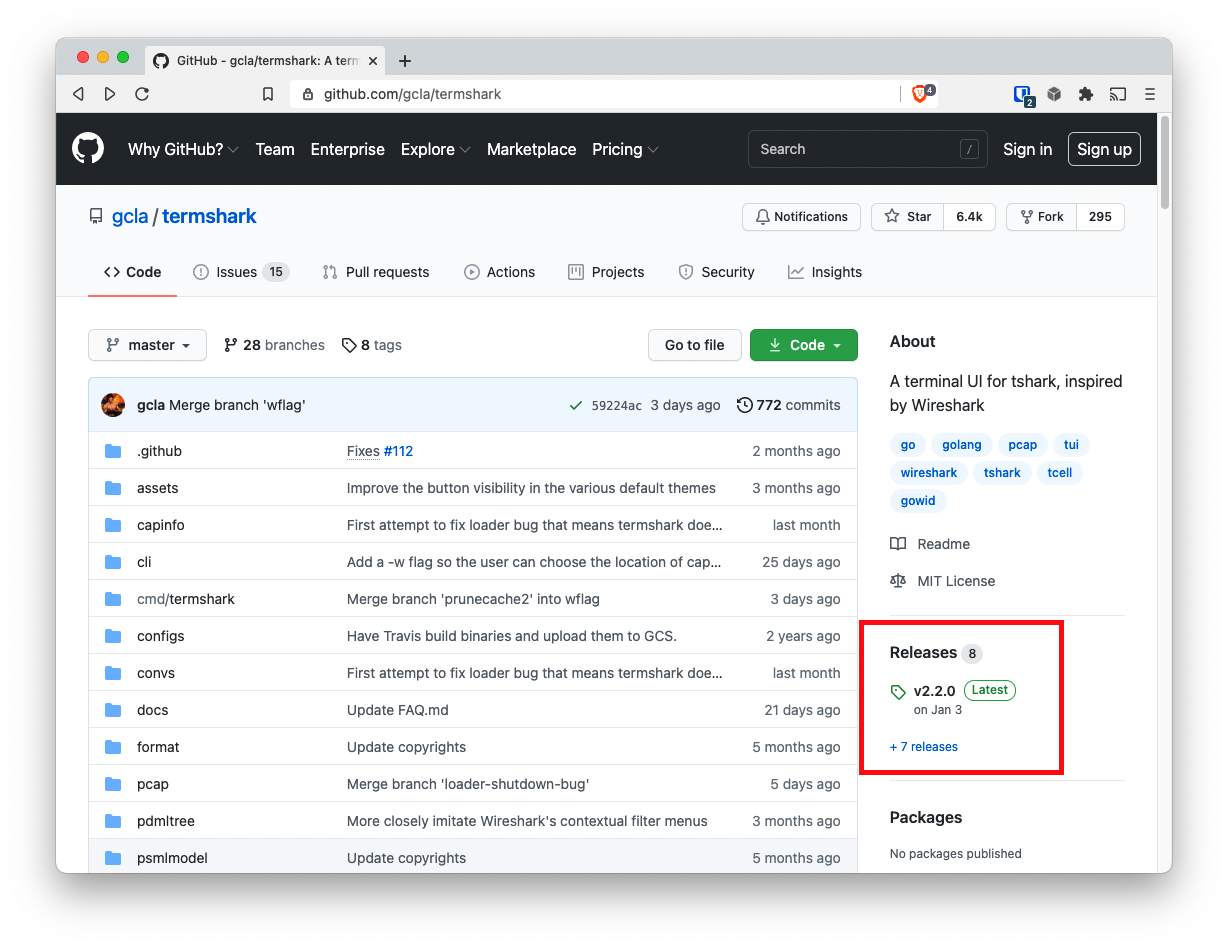 GitHub - gcla/termshark: A term
github.com/gcla/termshark
4
2
Why GitHub? Team Enterprise Explore Marketplace Pricing Search / Sign in Sign up
gcla / termshark
Notifications Star 6.4k Fork 295
Code Issues 15 Pull requests Actions Projects Security Insights
master 28 branches 8 tags Go to file Code
gcla Merge branch 'wflag' 59224ac 3 days ago 772 commits
.github Fixes #112 2 months ago
assets Improve the button visibility in the various default themes 3 months ago
capinfo First attempt to fix loader bug that means termshark doe... last month
cli Add a -w flag so the user can choose the location of cap... 25 days ago
cmd/termshark Merge branch 'prunecache2' into wflag 3 days ago
configs Have Travis build binaries and upload them to GCS. 2 years ago
convs First attempt to fix loader bug that means termshark doe... last month
docs Update FAQ.md 21 days ago
format Update copyrights 5 months ago
pcap Merge branch 'loader-shutdown-bug' 5 days ago
pdmltree More closely imitate Wireshark's contextual filter menus 3 months ago
psmlmodel Update copyrights 5 months ago
About
A terminal UI for tshark, inspired
by Wireshark
go golang pcap tui
wireshark tshark tcell
gowid
Readme
MIT License
Releases 8
v2.2.0 Latest
on Jan 3
+ 7 releases
Packages
No packages published